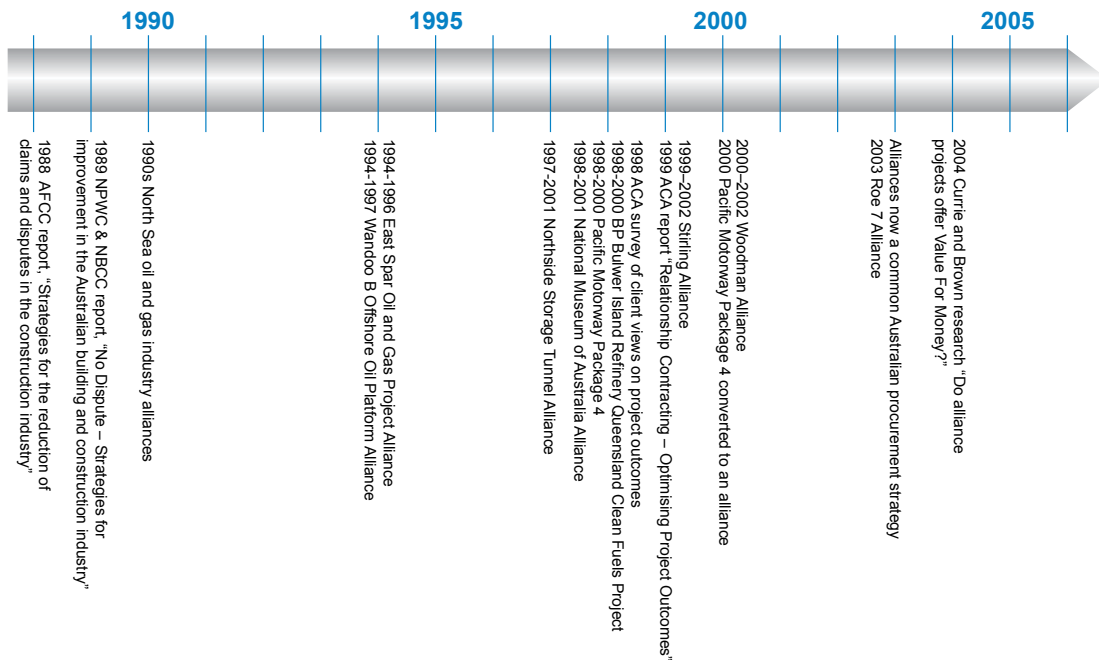 1990
1995
2000
2005
1988 AFCC report, “Strategies for the reduction of
claims and disputes in the construction industry”
1989 NPWC & NBCC report, “No Dispute – Strategies for
improvement in the Australian building and construction industry”
1990s North Sea oil and gas industry alliances
1994-1996 East Spar Oil and Gas Project Alliance
1994-1997 Wandoo B Offshore Oil Platform Alliance
1997-2001 Northside Storage Tunnel Alliance
1998 ACA survey of client views on project outcomes
1998-2000 BP Bulwer Island Refinery Queensland Clean Fuels Project
1998-2000 Pacific Motorway Package 4
1998-2001 National Museum of Australia Alliance
1999–2002 Stirling Alliance
1999 ACA report “Relationship Contracting – Optimising Project Outcomes”
2000–2002 Woodman Alliance
2000 Pacific Motorway Package 4 converted to an alliance
Alliances now a common Australian procurement strategy
2003 Roe 7 Alliance
2004 Currie and Brown research “Do alliance
projects offer Value For Money?”